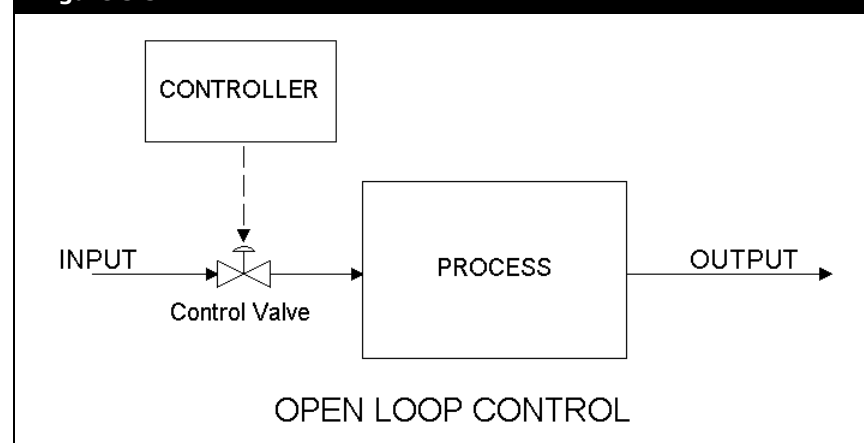 CONTROLLER
INPUT
OUTPUT
PROCESS
Control Valve
OPEN LOOP CONTROL